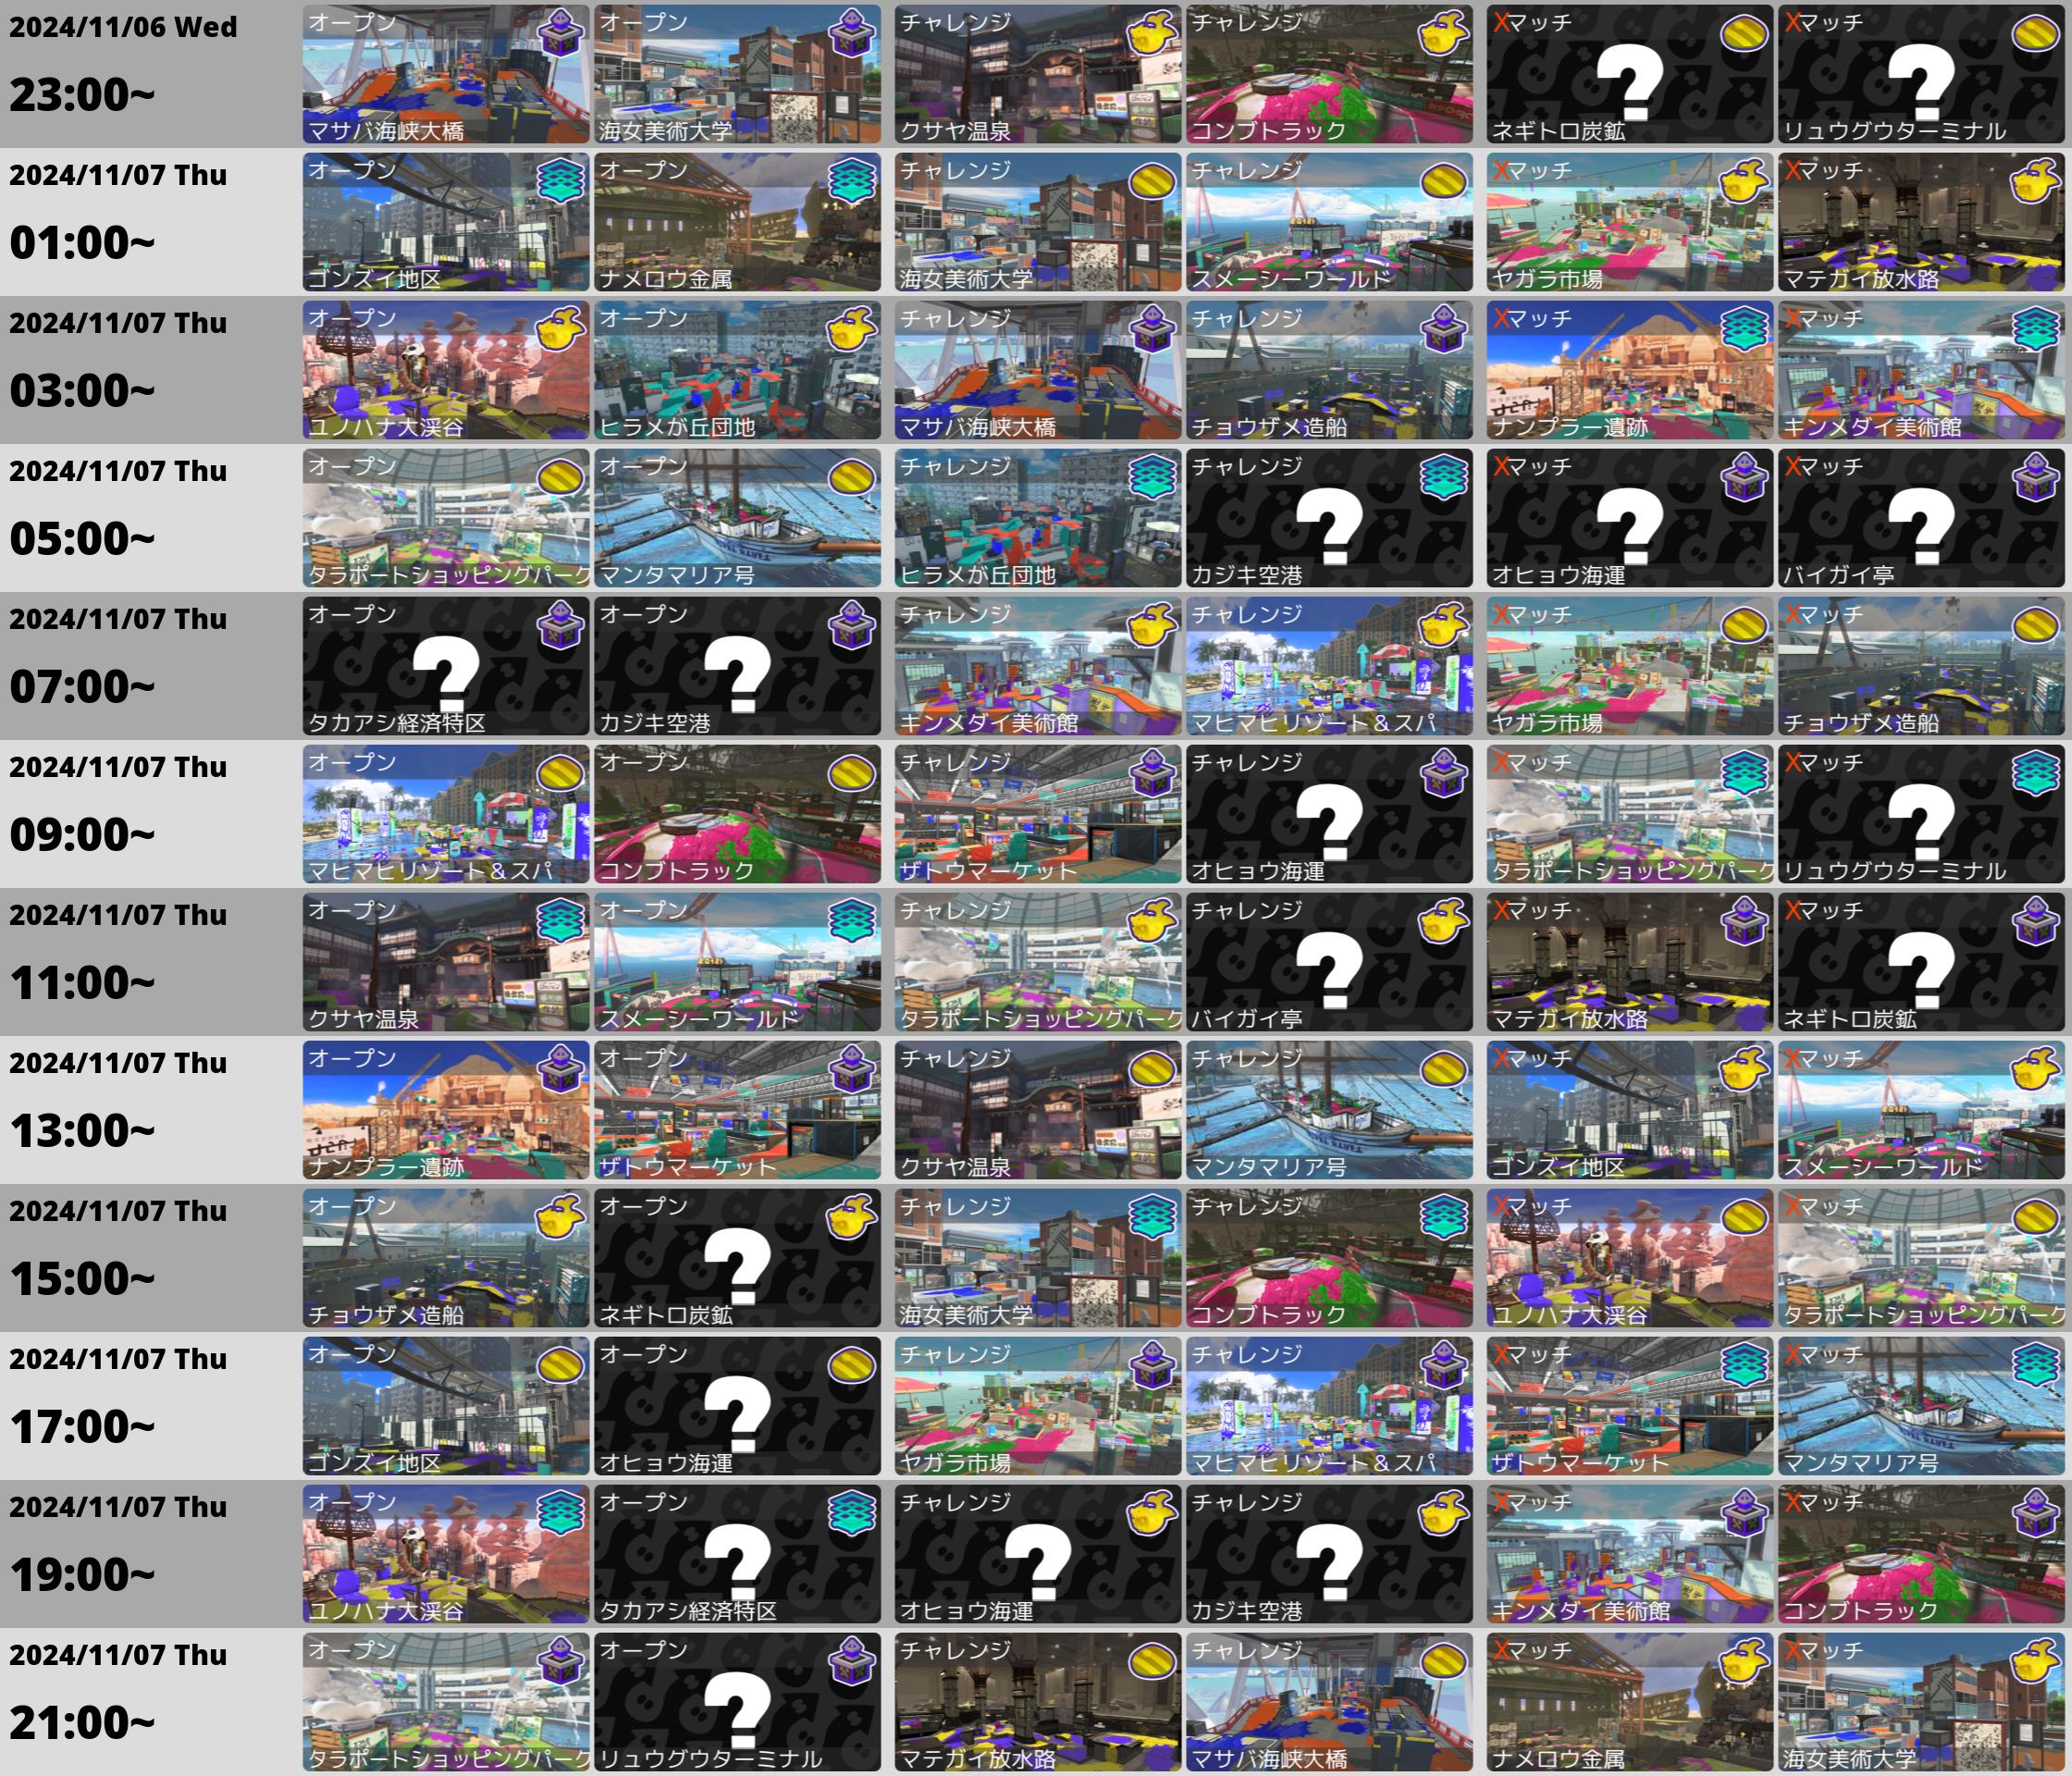 2024/11/06 Wed
23:00~
オープン
マサバ海峡大橋
オープン
海女美術大学
チャレンジ
クサヤ温泉
チャレンジ
コンブトラック
Xマッチ
ネギトロ炭鉱
Xマッチ
リュウグウターミナル
2024/11/07 Thu
01:00~
オープン
ゴンズイ地区
オープン
ナメロウ金属
チャレンジ
海女美術大学
チャレンジ
スメーシーワールド
Xマッチ
ヤガラ市場
Xマッチ
マテガイ放水路
2024/11/07 Thu
03:00~
オープン
ユノハナ大渓谷
オープン
ヒラメが丘団地
チャレンジ
マサバ海峡大橋
チャレンジ
チョウザメ造船
Xマッチ
ナンプラー遺跡
Xマッチ
キンメダイ美術館
2024/11/07 Thu
05:00~
オープン
タラポートショッピングパーク
オープン
マンタマリア号
チャレンジ
ヒラメが丘団地
チャレンジ
カジキ空港
Xマッチ
オヒョウ海運
Xマッチ
バイガイ亭
2024/11/07 Thu
07:00~
オープン
タカアシ経済特区
オープン
カジキ空港
チャレンジ
キンメダイ美術館
チャレンジ
マヒマヒリゾート＆スパ
Xマッチ
ヤガラ市場
Xマッチ
チョウザメ造船
2024/11/07 Thu
09:00~
オープン
マヒマヒリゾート＆スパ
オープン
コンブトラック
チャレンジ
ザトウマーケット
チャレンジ
オヒョウ海運
Xマッチ
タラポートショッピングパーク
Xマッチ
リュウグウターミナル
2024/11/07 Thu
11:00~
オープン
クサヤ温泉
オープン
スメーシーワールド
チャレンジ
タラポートショッピングパーク
チャレンジ
バイガイ亭
Xマッチ
マテガイ放水路
Xマッチ
ネギトロ炭鉱
2024/11/07 Thu
13:00~
オープン
ナンプラー遺跡
オープン
ザトウマーケット
チャレンジ
クサヤ温泉
チャレンジ
マンタマリア号
Xマッチ
ゴンズイ地区
Xマッチ
スメーシーワールド
2024/11/07 Thu
15:00~
オープン
チョウザメ造船
オープン
ネギトロ炭鉱
チャレンジ
海女美術大学
チャレンジ
コンブトラック
Xマッチ
ユノハナ大渓谷
Xマッチ
タラポートショッピングパーク
2024/11/07 Thu
17:00~
オープン
ゴンズイ地区
オープン
オヒョウ海運
チャレンジ
ヤガラ市場
チャレンジ
マヒマヒリゾート＆スパ
Xマッチ
ザトウマーケット
Xマッチ
マンタマリア号
2024/11/07 Thu
19:00~
オープン
ユノハナ大渓谷
オープン
タカアシ経済特区
チャレンジ
オヒョウ海運
チャレンジ
カジキ空港
Xマッチ
キンメダイ美術館
Xマッチ
コンブトラック
2024/11/07 Thu
21:00~
オープン
タラポートショッピングパーク
オープン
リュウグウターミナル
チャレンジ
マテガイ放水路
チャレンジ
マサバ海峡大橋
Xマッチ
ナメロウ金属
Xマッチ
海女美術大学